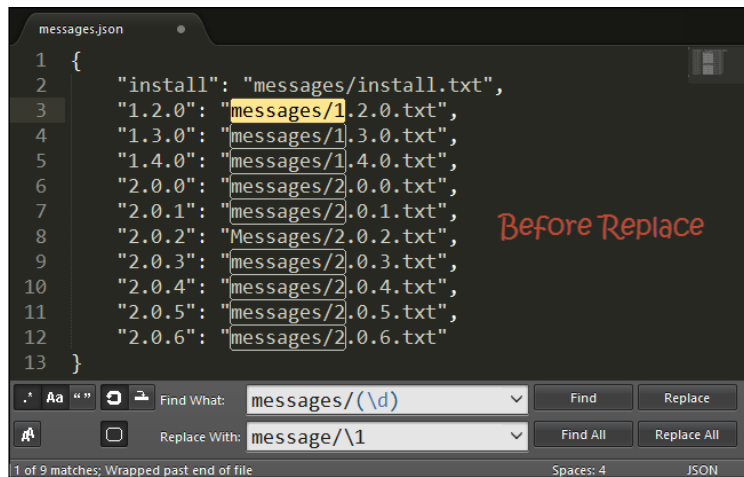 messages.json
1 {
2 "install": "messages/install.txt",
3 "1.2.0": "messages/1.2.0.txt",
4 "1.3.0": "messages/1.3.0.txt",
5 "1.4.0": "messages/1.4.0.txt",
6 "2.0.0": "messages/2.0.0.txt",
7 "2.0.1": "messages/2.0.1.txt",
8 "2.0.2": "Messages/2.0.2.txt",
9 "2.0.3": "messages/2.0.3.txt",
10 "2.0.4": "messages/2.0.4.txt",
11 "2.0.5": "messages/2.0.5.txt",
12 "2.0.6": "messages/2.0.6.txt"
13 }
Before Replace
.* Aa “” Find What: messages/(\d) Find Replace
Replace With: message/\1 Find All Replace All
1 of 9 matches; Wrapped past end of file Spaces: 4 JSON